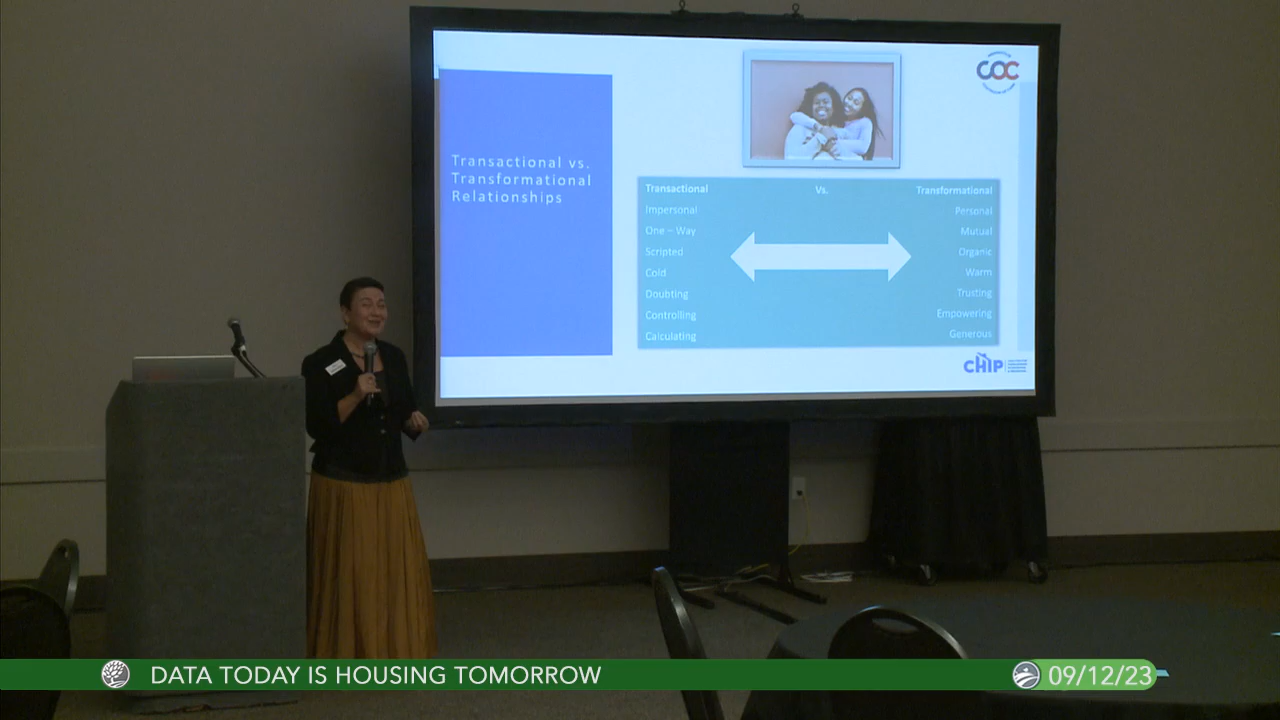 COC
Transactional vs.
Transformational
Relationships
Transactional Vs. Transformational
Impersonal Personal
One – Way Mutual
Scripted Organic
Cold Warm
Doubting Trusting
Controlling Empowering
Calculating Generous
CHIP
DATA TODAY IS HOUSING TOMORROW
09/12/23